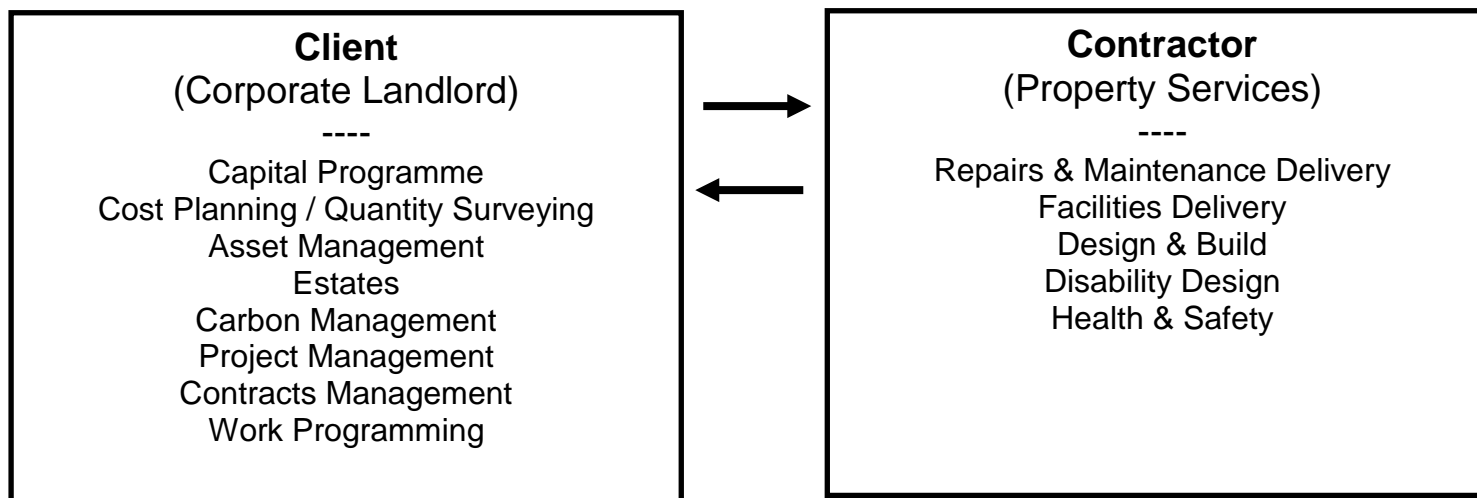 Client
(Corporate Landlord)
----
Capital Programme
Cost Planning / Quantity Surveying
Asset Management
Estates
Carbon Management
Project Management
Contracts Management
Work Programming
Contractor
(Property Services)
----
Repairs & Maintenance Delivery
Facilities Delivery
Design & Build
Disability Design
Health & Safety